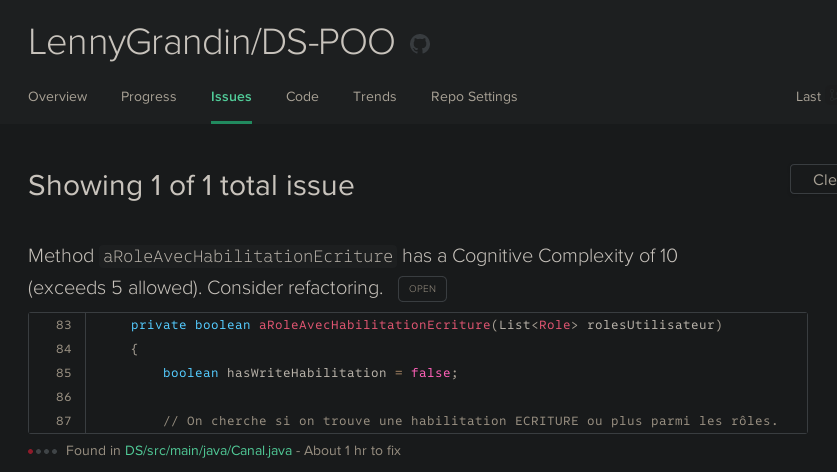 LennyGrandin/DS-POO
Overview Progress Issues Code Trends Repo Settings Last
Showing 1 of 1 total issue
Cle
Method aRoleAvecHabilitationEcriture has a Cognitive Complexity of 10
(exceeds 5 allowed). Consider refactoring. OPEN
83 private boolean aRoleAvecHabilitationEcriture(List<Role> rolesUtilisateur)
84 {
85 boolean hasWriteHabilitation = false;
86
87 // On cherche si on trouve une habilitation ECRITURE ou plus parmi les rôles.
Found in DS/src/main/java/Canal.java - About 1 hr to fix